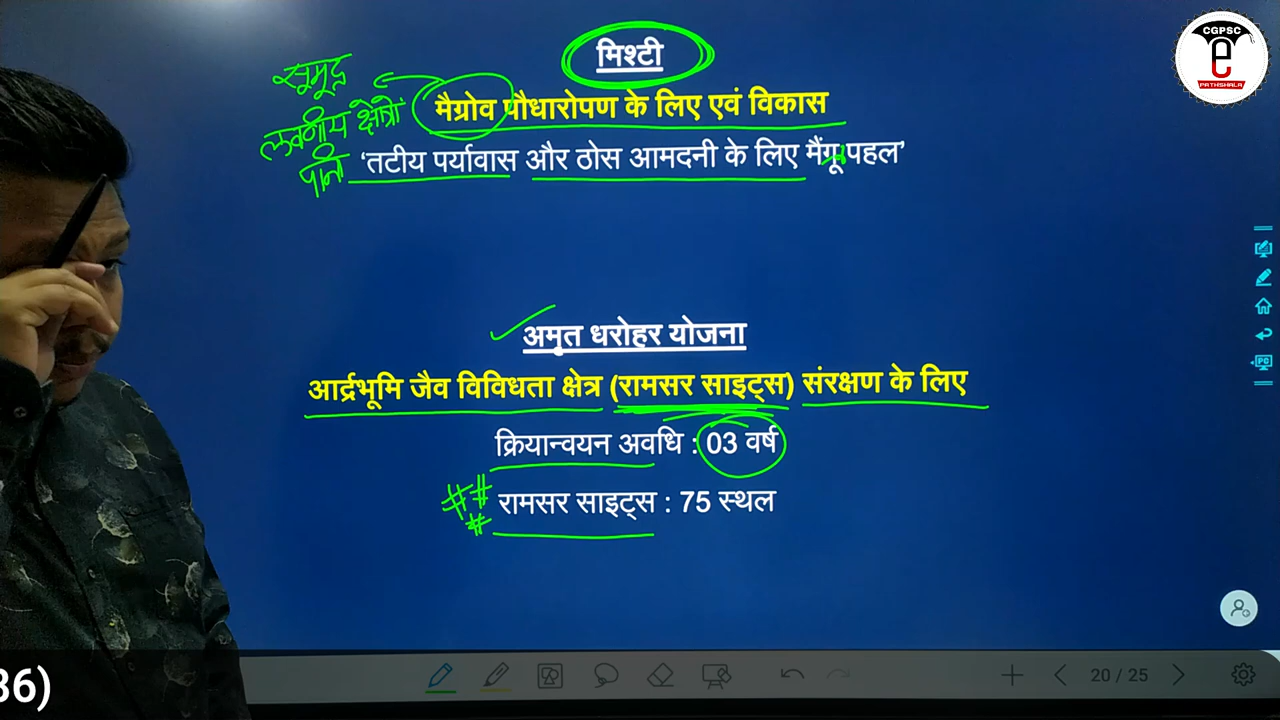 मिश्टी
मैग्रोव पौधारोपण के लिए एवं विकास
'तटीय पर्यावास और ठोस आमदनी के लिए मैंगू पहल'
समुद्र
लवणीय क्षेत्रो
पानी
अमृत धरोहर योजना
आर्द्रभूमि जैव विविधता क्षेत्र (रामसर साइट्स) संरक्षण के लिए
क्रियान्वयन अवधि : 03 वर्ष
## रामसर साइट्स : 75 स्थल
#
CGPSC
e
PATHSHALA
PC
36)
20 / 25